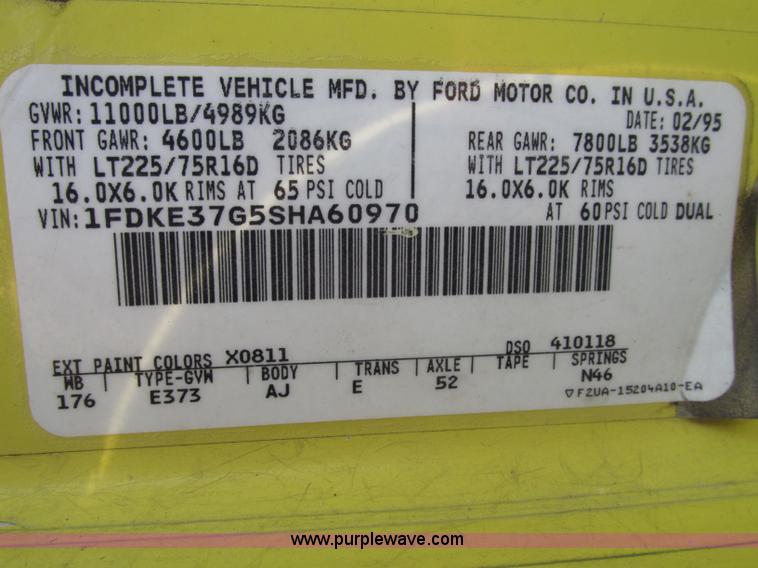 INCOMPLETE VEHICLE MFD. BY FORD MOTOR CO. IN U.S.A.
GVWR: 11000LB/4989KG DATE: 02/95
FRONT GAWR: 4600LB 2086KG REAR GAWR: 7800LB 3538KG
WITH LT225/75R16D TIRES WITH LT225/75R16D TIRES
16.0X6.0K RIMS AT 65 PSI COLD 16.0X6.0K RIMS
VIN: 1FDKE37G5SHA60970 AT 60 PSI COLD DUAL
EXT PAINT COLORS X0811 DSO 410118
WB TYPE-GVW BODY TRANS AXLE TAPE SPRINGS
176 E373 AJ E 52 N46
F2UA-15204A10-EA
www.purplewave.com